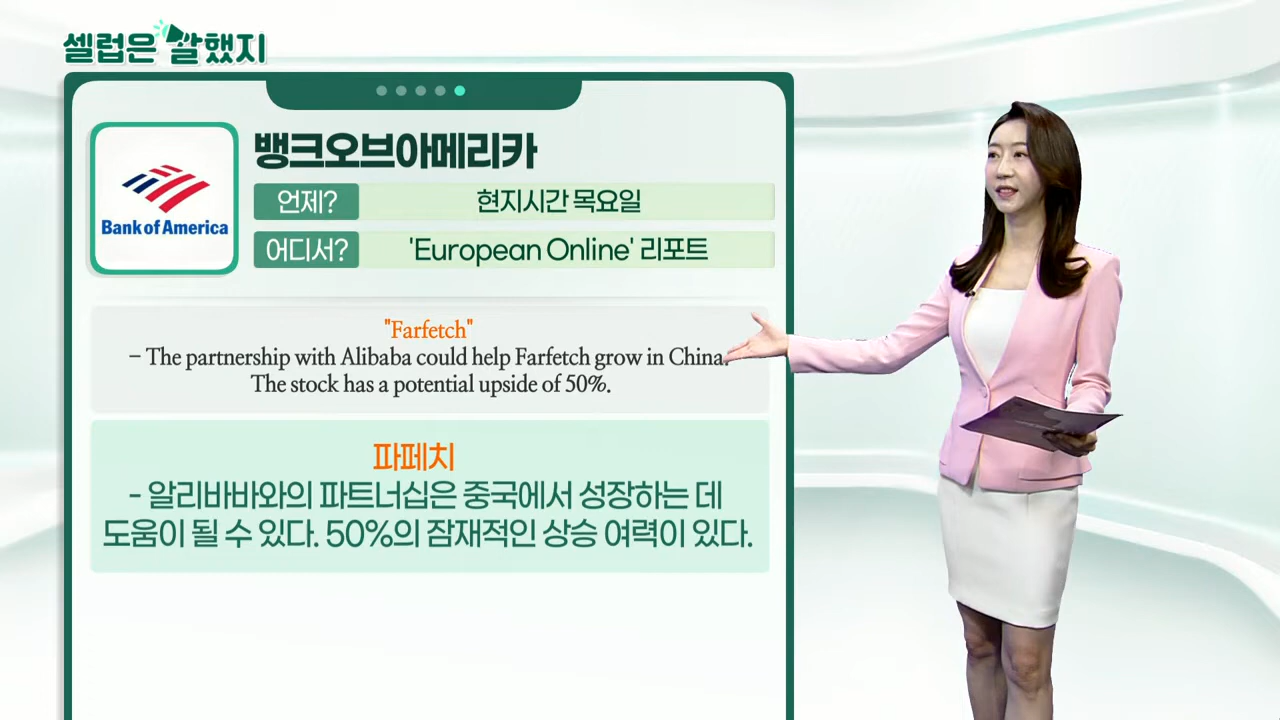 셀럽은 말했지
뱅크오브아메리카
Bank of America
언제? 현지시간 목요일
어디서? 'European Online' 리포트
"Farfetch"
– The partnership with Alibaba could help Farfetch grow in China.
The stock has a potential upside of 50%.
파페치
- 알리바바와의 파트너십은 중국에서 성장하는 데
도움이 될 수 있다. 50%의 잠재적인 상승 여력이 있다.